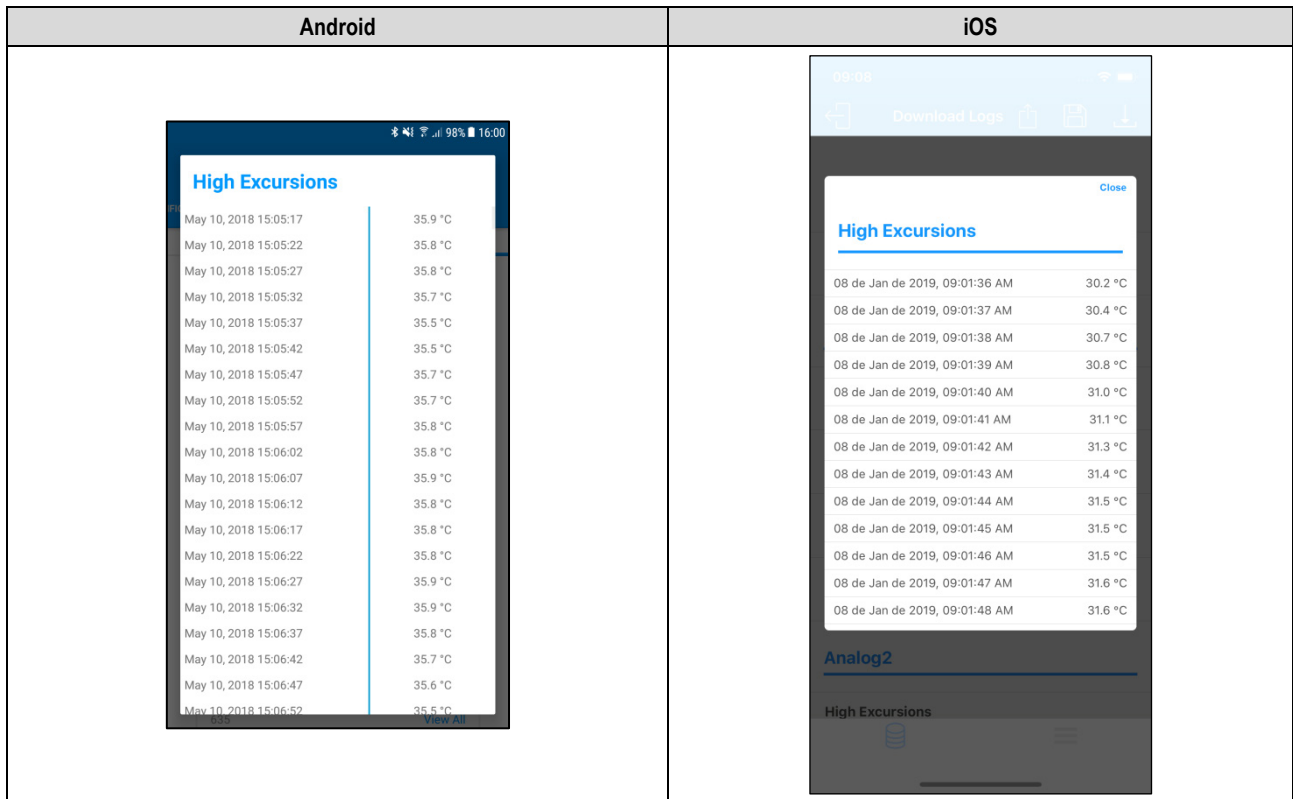 Android
iOS
98% 16:00
High Excursions
May 10, 2018 15:05:17 35.9 °C
May 10, 2018 15:05:22 35.8 °C
May 10, 2018 15:05:27 35.8 °C
May 10, 2018 15:05:32 35.7 °C
May 10, 2018 15:05:37 35.5 °C
May 10, 2018 15:05:42 35.5 °C
May 10, 2018 15:05:47 35.7 °C
May 10, 2018 15:05:52 35.7 °C
May 10, 2018 15:05:57 35.8 °C
May 10, 2018 15:06:02 35.8 °C
May 10, 2018 15:06:07 35.9 °C
May 10, 2018 15:06:12 35.8 °C
May 10, 2018 15:06:17 35.8 °C
May 10, 2018 15:06:22 35.8 °C
May 10, 2018 15:06:27 35.9 °C
May 10, 2018 15:06:32 35.9 °C
May 10, 2018 15:06:37 35.8 °C
May 10, 2018 15:06:42 35.7 °C
May 10, 2018 15:06:47 35.6 °C
May 10, 2018 15:06:52 35.5 °C
635 View All
09:08
Download Logs
Close
High Excursions
08 de Jan de 2019, 09:01:36 AM 30.2 °C
08 de Jan de 2019, 09:01:37 AM 30.4 °C
08 de Jan de 2019, 09:01:38 AM 30.7 °C
08 de Jan de 2019, 09:01:39 AM 30.8 °C
08 de Jan de 2019, 09:01:40 AM 31.0 °C
08 de Jan de 2019, 09:01:41 AM 31.1 °C
08 de Jan de 2019, 09:01:42 AM 31.3 °C
08 de Jan de 2019, 09:01:43 AM 31.4 °C
08 de Jan de 2019, 09:01:44 AM 31.5 °C
08 de Jan de 2019, 09:01:45 AM 31.5 °C
08 de Jan de 2019, 09:01:46 AM 31.5 °C
08 de Jan de 2019, 09:01:47 AM 31.6 °C
08 de Jan de 2019, 09:01:48 AM 31.6 °C
Analog2
High Excursions